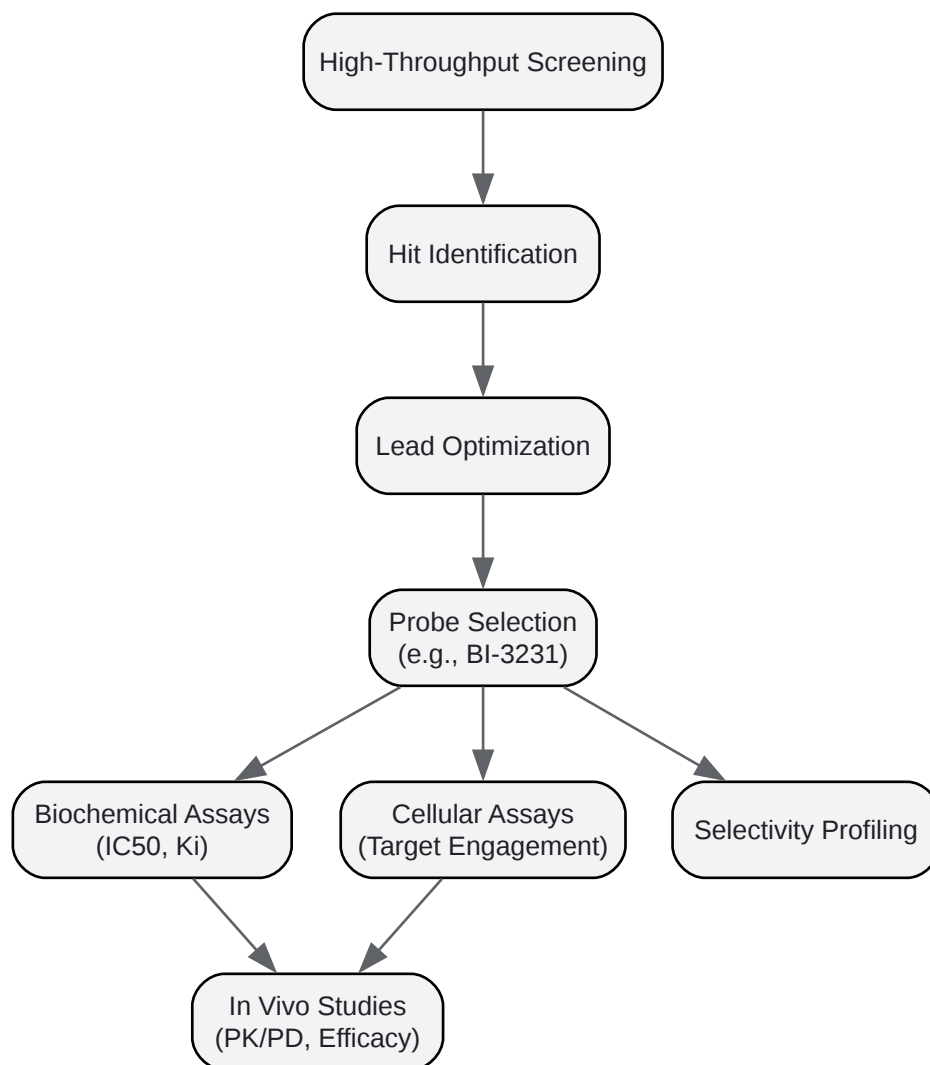 High-Throughput Screening
Hit Identification
Lead Optimization
Probe Selection
(e.g., BI-3231)
Biochemical Assays
(IC50, Ki)
Cellular Assays
(Target Engagement)
Selectivity Profiling
In Vivo Studies
(PK/PD, Efficacy)